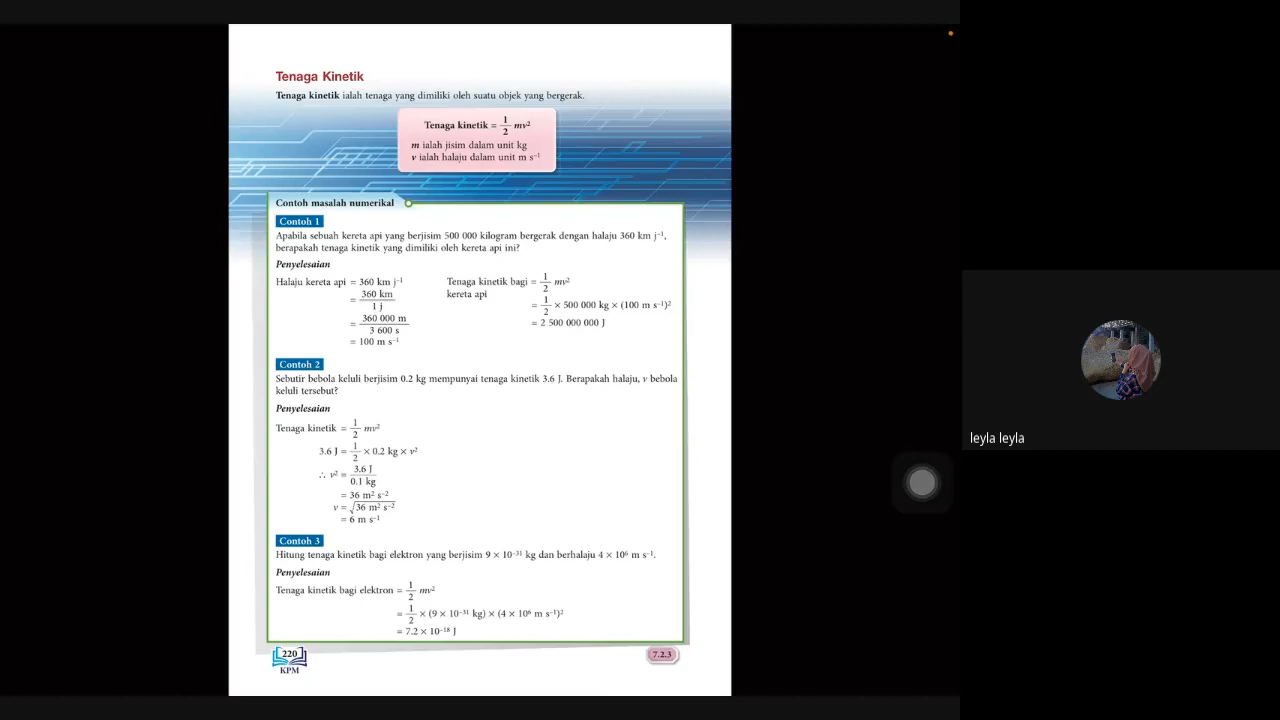 Tenaga Kinetik
Tenaga kinetik ialah tenaga yang dimiliki oleh suatu objek yang bergerak.
Tenaga kinetik = 1/2 mv²
m ialah jisim dalam unit kg
v ialah halaju dalam unit m s⁻¹
Contoh masalah numerikal
Contoh 1
Apabila sebuah kereta api yang berjisim 500 000 kilogram bergerak dengan halaju 360 km j⁻¹,
berapakah tenaga kinetik yang dimiliki oleh kereta api ini?
Penyelesaian
Halaju kereta api = 360 km j⁻¹
= 360 km / 1 j
= 360 000 m / 3 600 s
= 100 m s⁻¹
Tenaga kinetik bagi = 1/2 mv²
kereta api
= 1/2 × 500 000 kg × (100 m s⁻¹)²
= 2 500 000 000 J
Contoh 2
Sebutir bebola keluli berjisim 0.2 kg mempunyai tenaga kinetik 3.6 J. Berapakah halaju, v bebola
keluli tersebut?
Penyelesaian
Tenaga kinetik = 1/2 mv²
3.6 J = 1/2 × 0.2 kg × v²
∴ v² = 3.6 J / 0.1 kg
= 36 m² s⁻²
v = √36 m² s⁻²
= 6 m s⁻¹
Contoh 3
Hitung tenaga kinetik bagi elektron yang berjisim 9 × 10⁻³¹ kg dan berhalaju 4 × 10⁶ m s⁻¹.
Penyelesaian
Tenaga kinetik bagi elektron = 1/2 mv²
= 1/2 × (9 × 10⁻³¹ kg) × (4 × 10⁶ m s⁻¹)²
= 7.2 × 10⁻¹⁸ J
220
KPM
7.2.3
leyla leyla